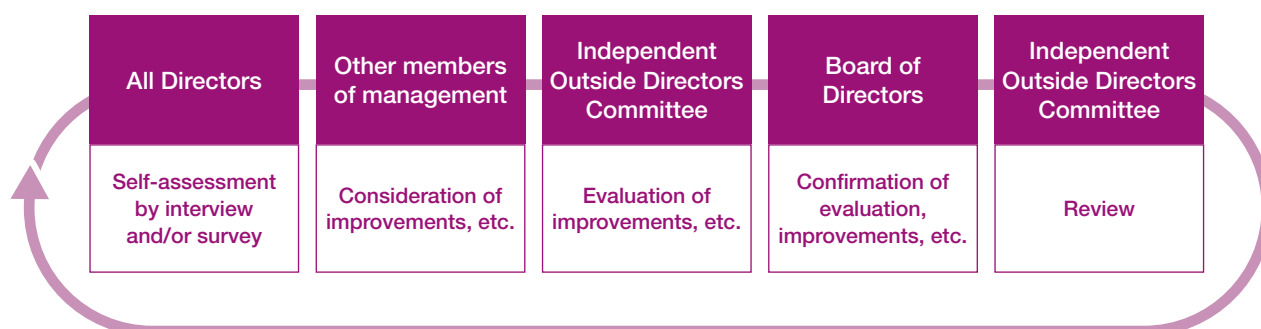 All Directors
Self-assessment
by interview
and/or survey
Other members
of management
Consideration of
improvements, etc.
Independent
Outside Directors
Committee
Evaluation of
improvements, etc.
Board of
Directors
Confirmation of
evaluation,
improvements, etc.
Independent
Outside Directors
Committee
Review